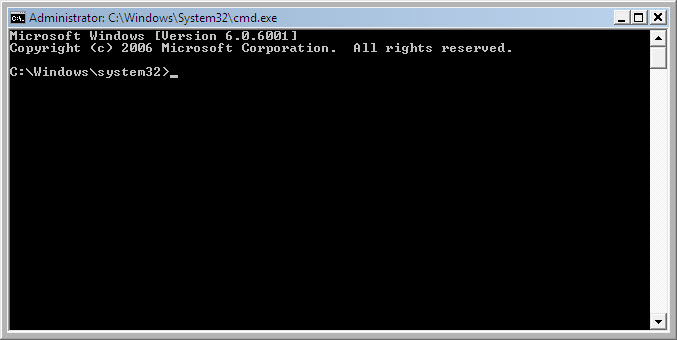 Administrator: C:\Windows\System32\cmd.exe
Microsoft Windows [Version 6.0.6001]
Copyright (c) 2006 Microsoft Corporation.  All rights reserved.
C:\Windows\system32>_